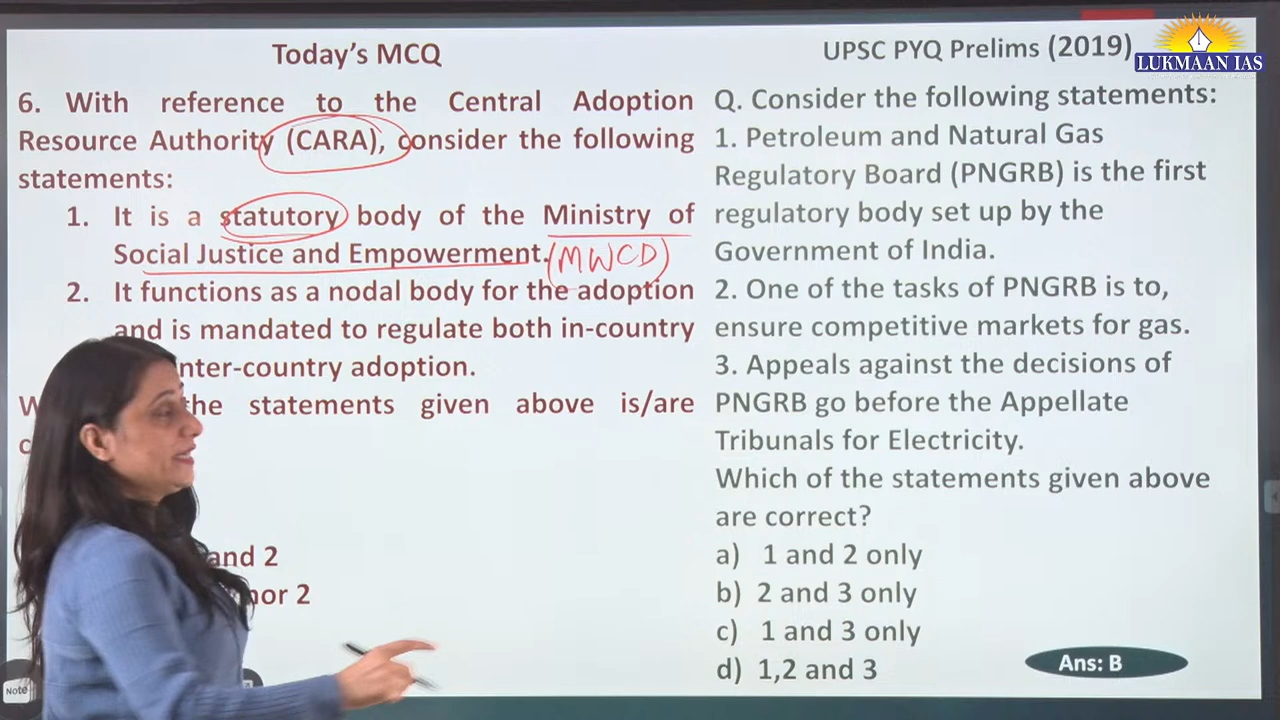 Today's MCQ
6. With reference to the Central Adoption
Resource Authority (CARA), consider the following
statements:
1. It is a statutory body of the Ministry of
Social Justice and Empowerment. (MWCD)
2. It functions as a nodal body for the adoption
and is mandated to regulate both in-country
nter-country adoption.
the statements given above is/are
and 2
nor 2
UPSC PYQ Prelims (2019)
LUKMAAN IAS
Q. Consider the following statements:
1. Petroleum and Natural Gas
Regulatory Board (PNGRB) is the first
regulatory body set up by the
Government of India.
2. One of the tasks of PNGRB is to,
ensure competitive markets for gas.
3. Appeals against the decisions of
PNGRB go before the Appellate
Tribunals for Electricity.
Which of the statements given above
are correct?
a) 1 and 2 only
b) 2 and 3 only
c) 1 and 3 only
d) 1,2 and 3
Ans: B
Note